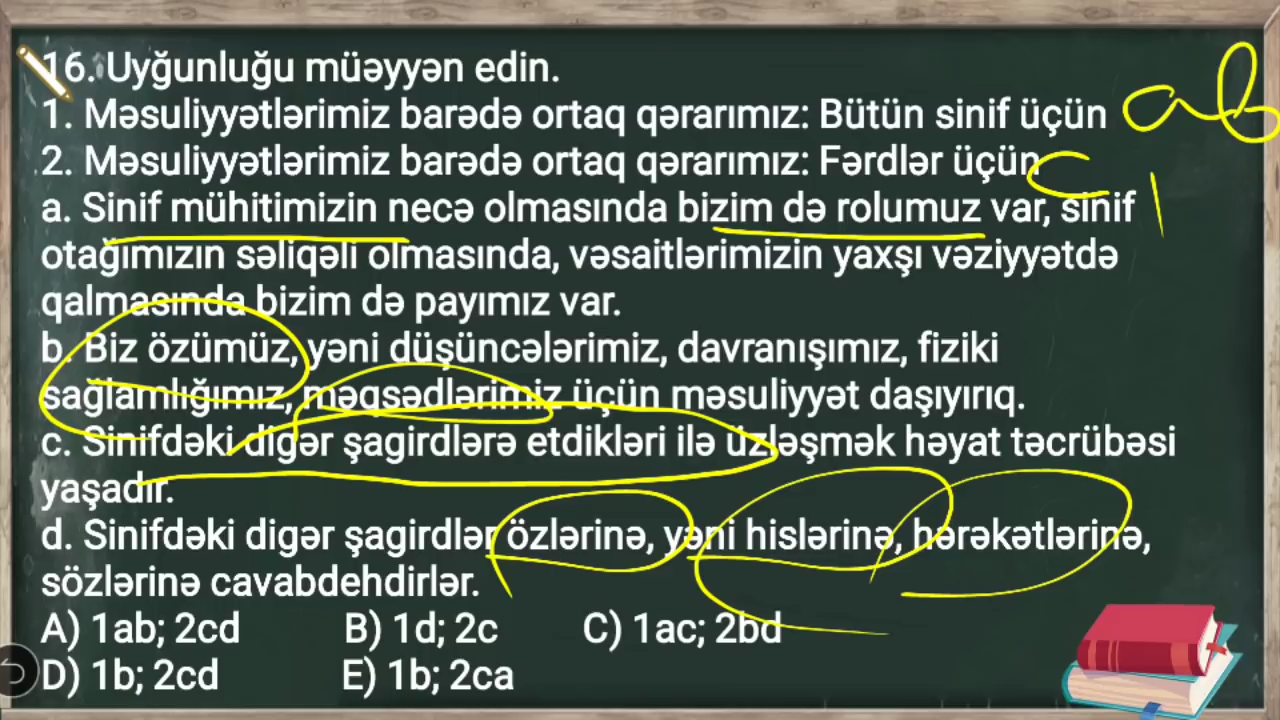 16. Uyğunluğu müəyyən edin.
1. Məsuliyyətlərimiz barədə ortaq qərarımız: Bütün sinif üçün ab
2. Məsuliyyətlərimiz barədə ortaq qərarımız: Fərdlər üçün c
a. Sinif mühitimizin necə olmasında bizim də rolumuz var, sinif
otağımızın səliqəli olmasında, vəsaitlərimizin yaxşı vəziyyətdə
qalmasında bizim də payımız var.
b. Biz özümüz, yəni düşüncələrimiz, davranışımız, fiziki
sağlamlığımız, məqsədlərimiz üçün məsuliyyət daşıyırıq.
c. Sinifdəki digər şagirdlərə etdikləri ilə üzləşmək həyat təcrübəsi
yaşadır.
d. Sinifdəki digər şagirdlər özlərinə, yəni hislərinə, hərəkətlərinə,
sözlərinə cavabdehdirlər.
A) 1ab; 2cd B) 1d; 2c C) 1ac; 2bd
D) 1b; 2cd E) 1b; 2ca